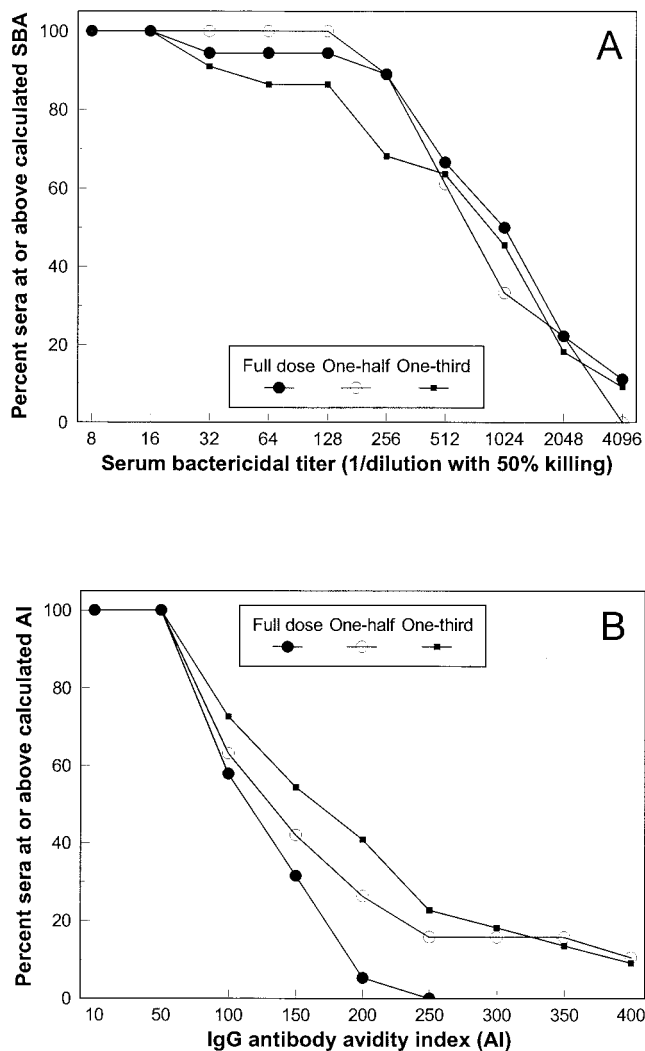 A
Percent sera at or above calculated SBA
100
80
60
40
20
0
Full dose One-half One-third
8 16 32 64 128 256 512 1024 2048 4096
Serum bactericidal titer (1/dilution with 50% killing)
B
Percent sera at or above calculated AI
100
80
60
40
20
0
Full dose One-half One-third
10 50 100 150 200 250 300 350 400
IgG antibody avidity index (AI)